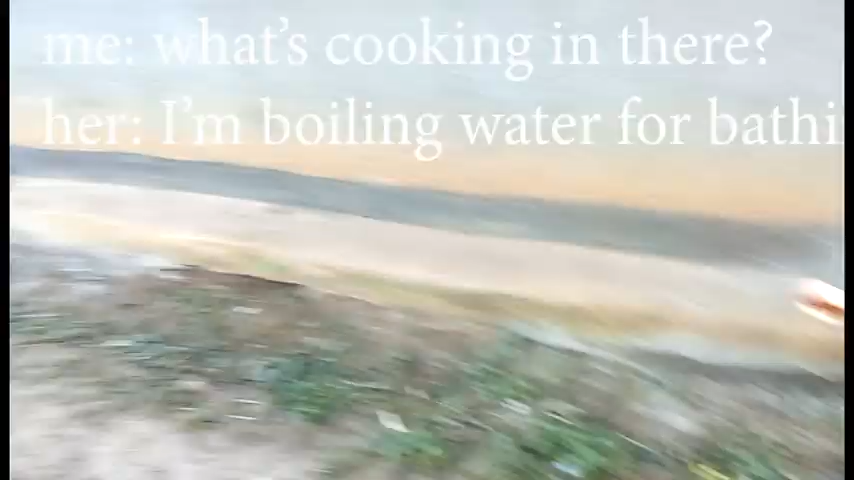 me: what’s cooking in there?
her: I’m boiling water for bathi